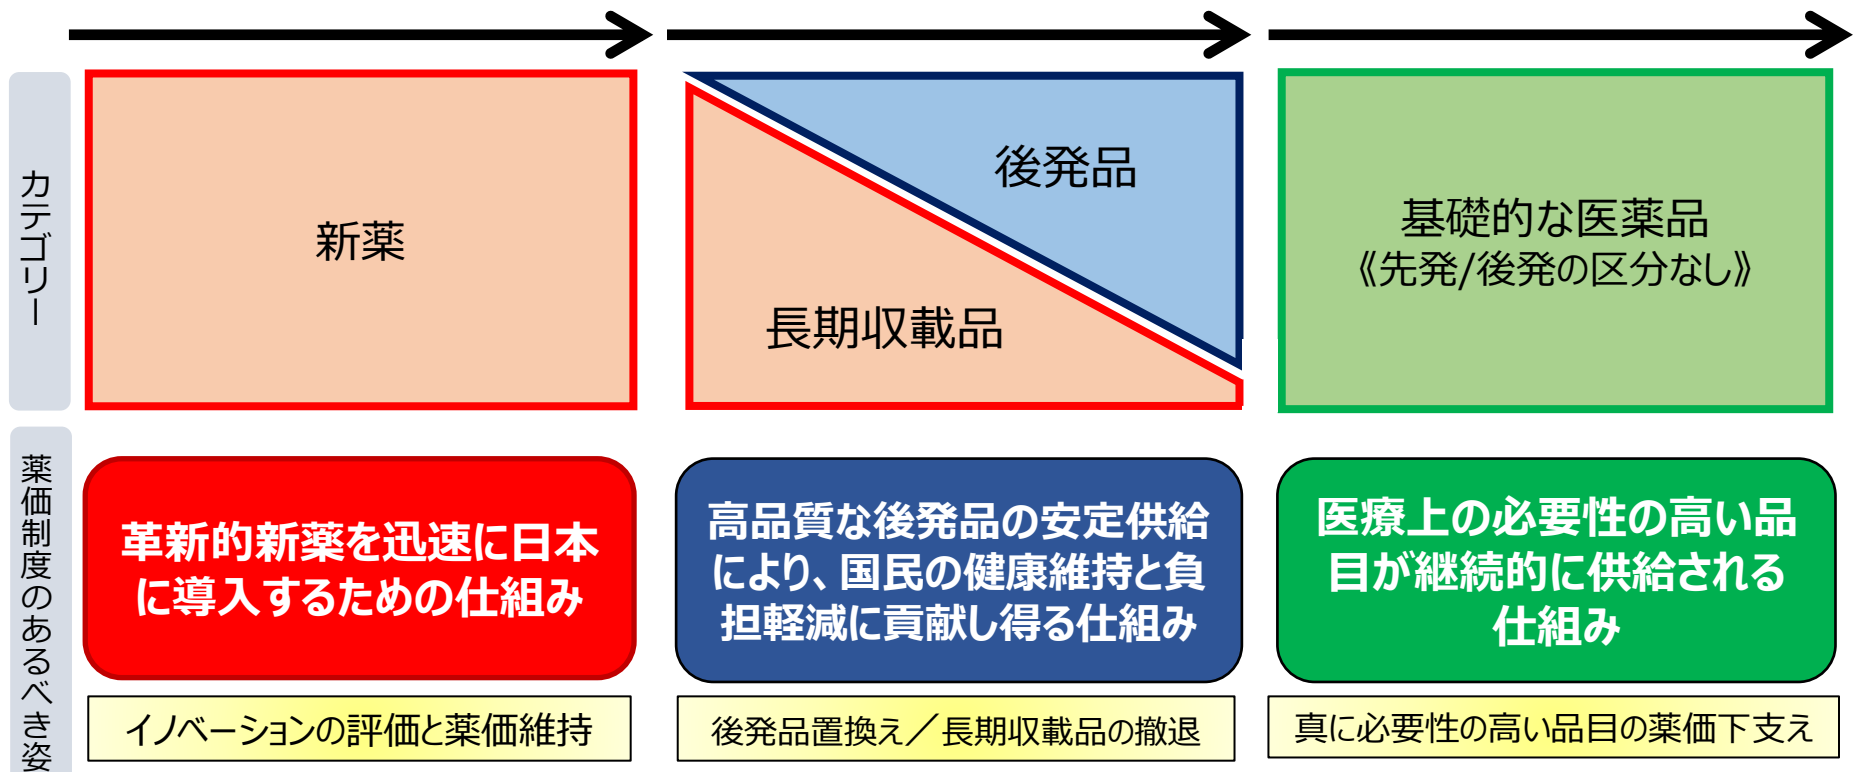 カテゴリー
新薬
後発品
長期収載品
基礎的な医薬品
《先発/後発の区分なし》
薬価制度のあるべき姿
革新的新薬を迅速に日本
に導入するための仕組み
高品質な後発品の安定供給
により、国民の健康維持と負
担軽減に貢献し得る仕組み
医療上の必要性の高い品
目が継続的に供給される
仕組み
イノベーションの評価と薬価維持
後発品置換え／長期収載品の撤退
真に必要性の高い品目の薬価下支え